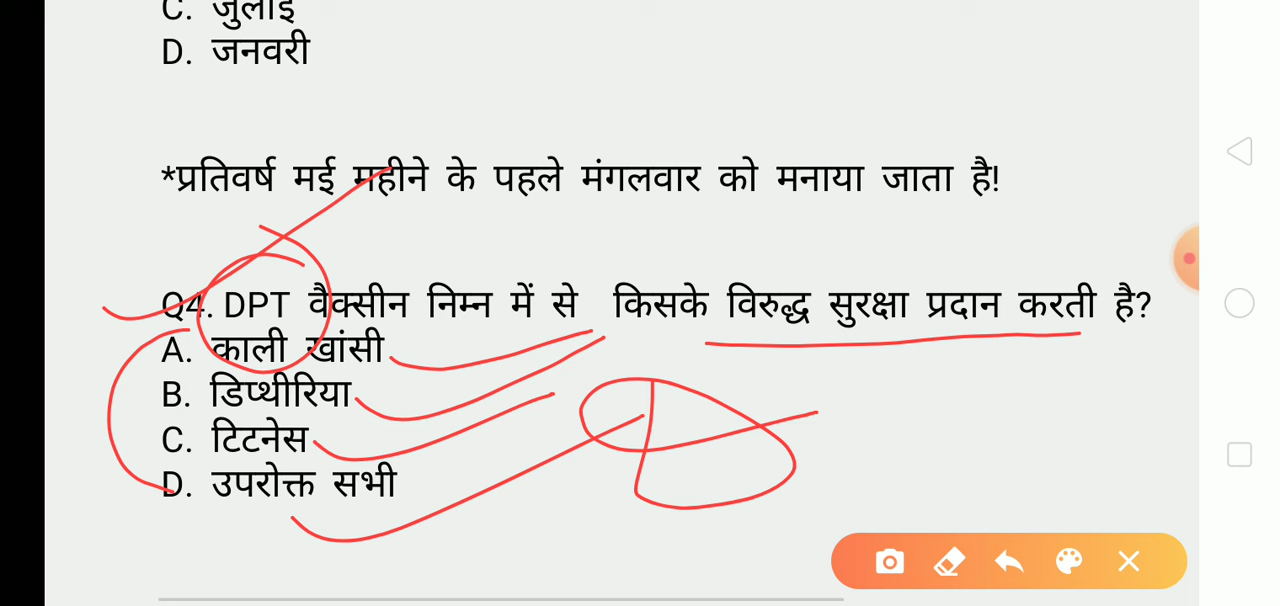 C. जुलाई
D. जनवरी
*प्रतिवर्ष मई महीने के पहले मंगलवार को मनाया जाता है!
Q4. DPT वैक्सीन निम्न में से किसके विरुद्ध सुरक्षा प्रदान करती है?
A. काली खांसी
B. डिप्थीरिया
C. टिटनेस
D. उपरोक्त सभी